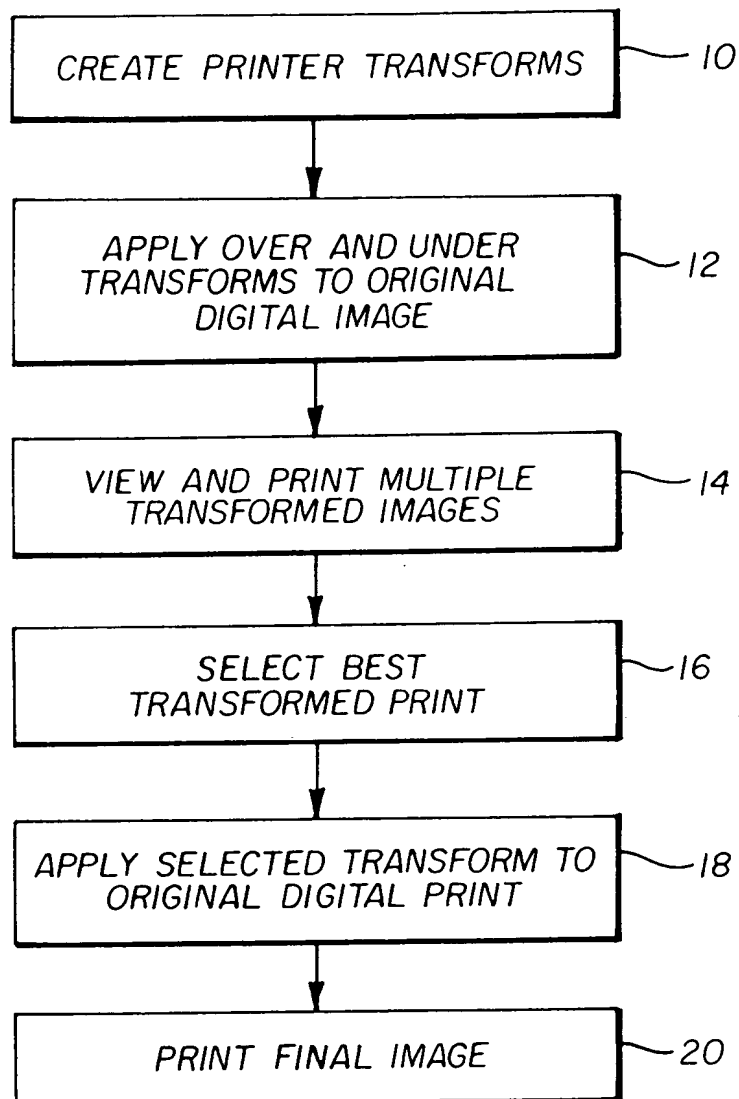 CREATE PRINTER TRANSFORMS
10
APPLY OVER AND UNDER
TRANSFORMS TO ORIGINAL
DIGITAL IMAGE
12
VIEW AND PRINT MULTIPLE
TRANSFORMED IMAGES
14
SELECT BEST
TRANSFORMED PRINT
16
APPLY SELECTED TRANSFORM TO
ORIGINAL DIGITAL PRINT
18
PRINT FINAL IMAGE
20